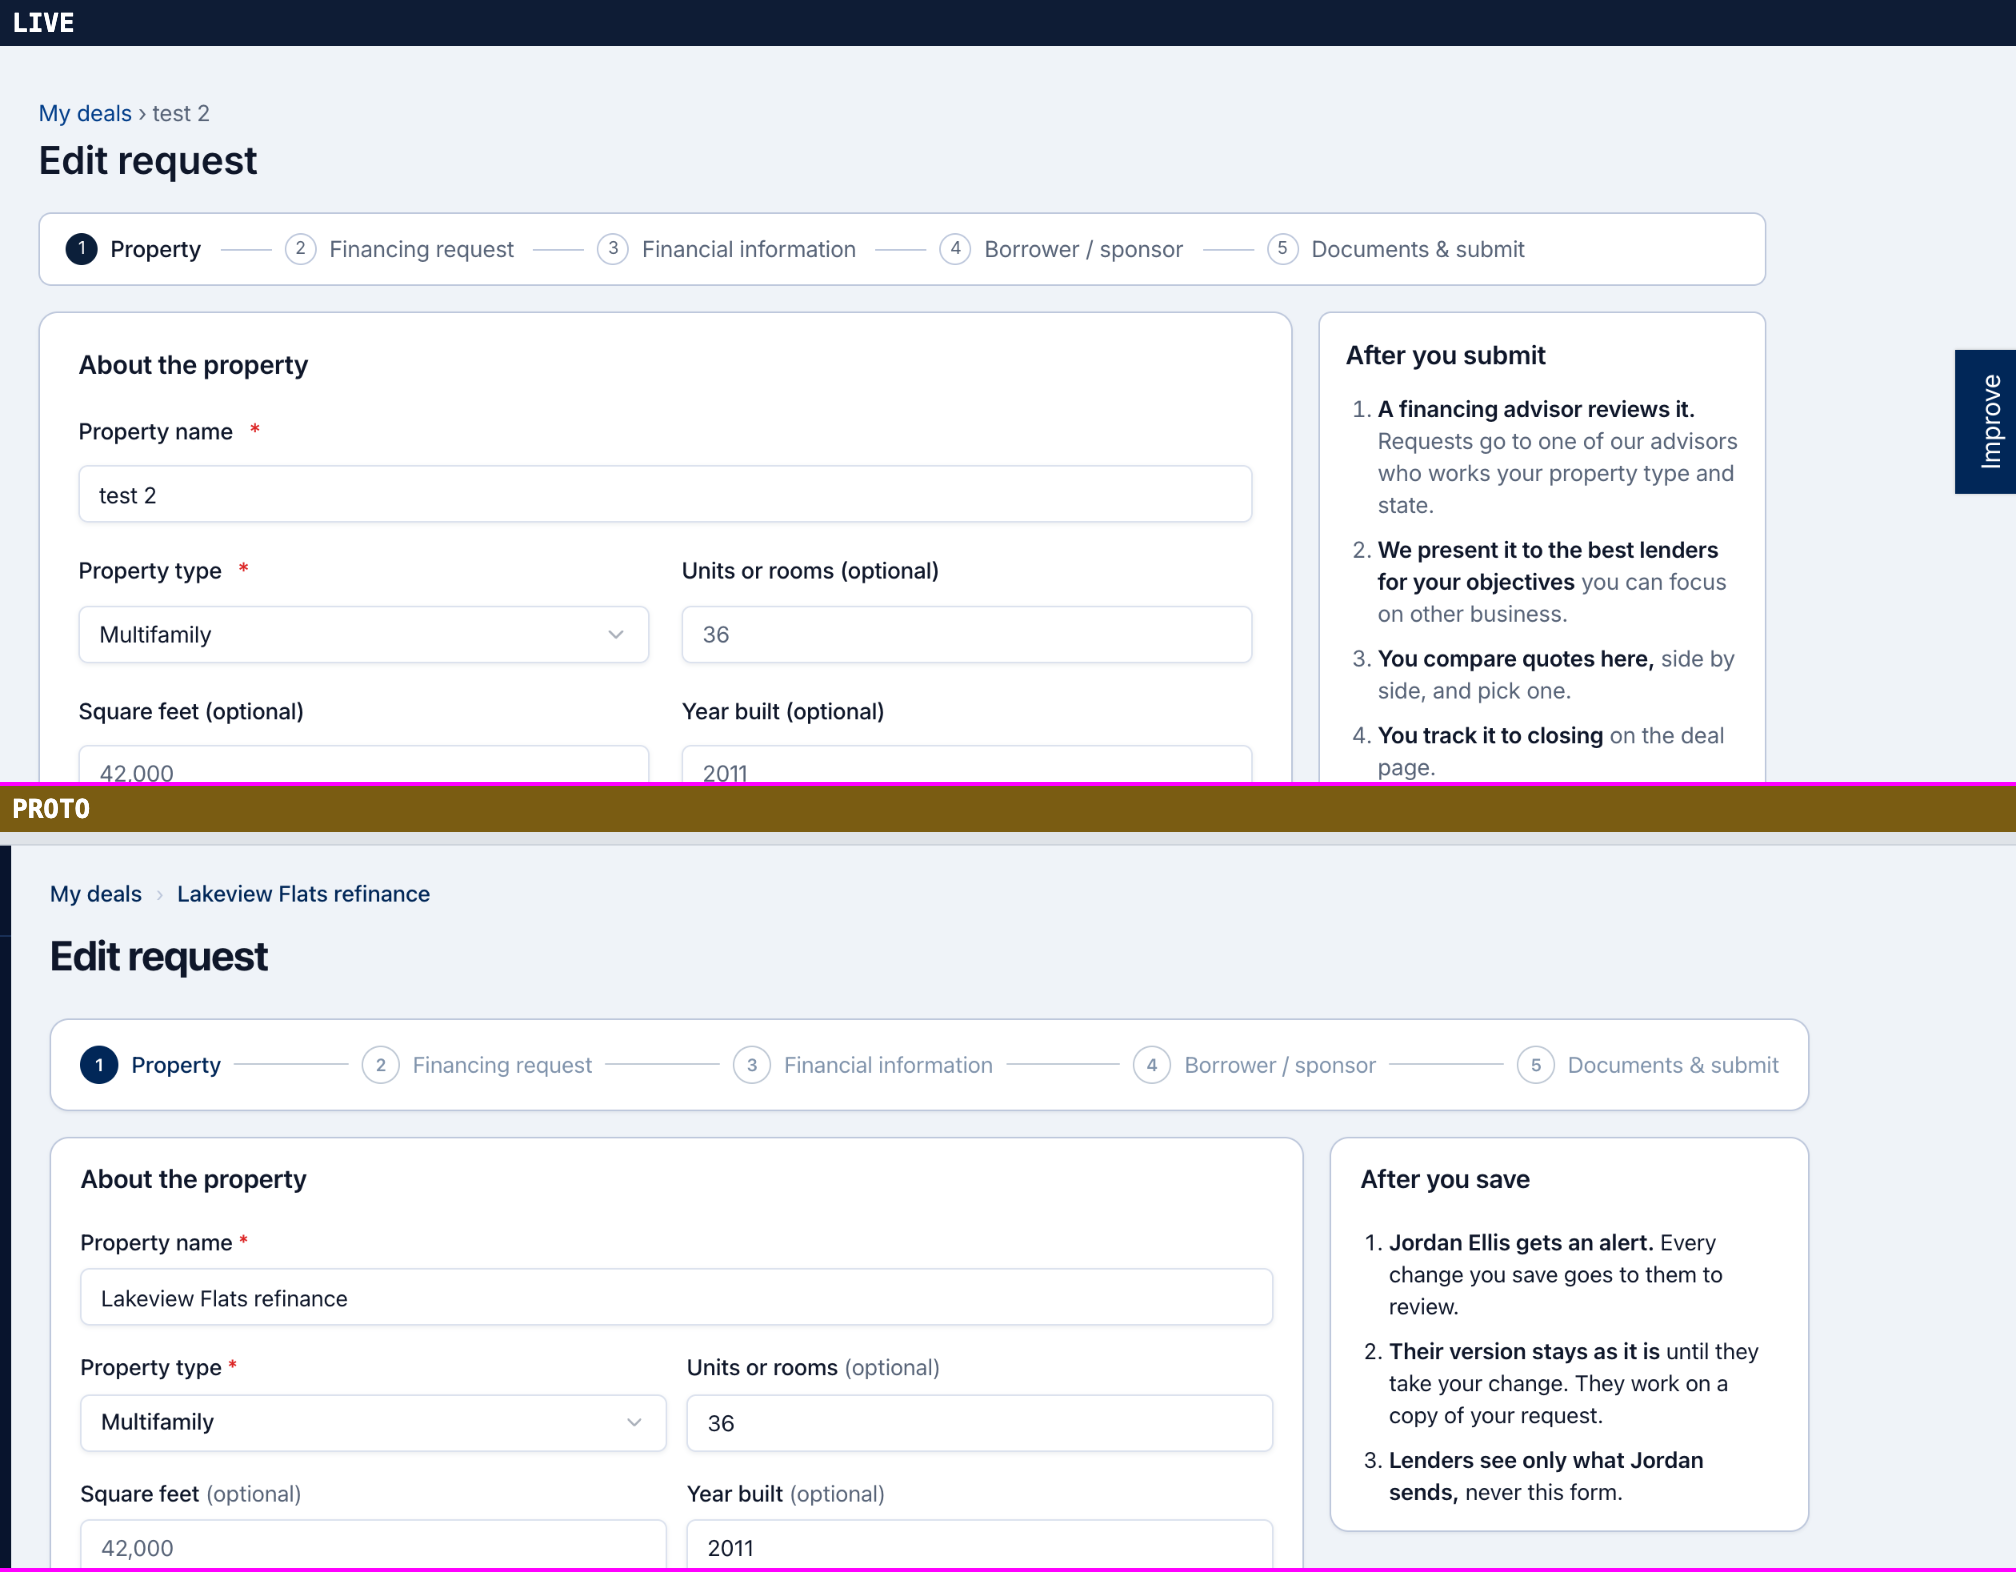 LIVE
My deals › test 2
Edit request
1 Property 2 Financing request 3 Financial information 4 Borrower / sponsor 5 Documents & submit
About the property
Property name *
test 2
Property type * Units or rooms (optional)
Multifamily 36
Square feet (optional) Year built (optional)
42,000 2011
After you submit
1. A financing advisor reviews it.
Requests go to one of our advisors
who works your property type and
state.
2. We present it to the best lenders
for your objectives you can focus
on other business.
3. You compare quotes here, side by
side, and pick one.
4. You track it to closing on the deal
page.
Improve
PROTO
My deals › Lakeview Flats refinance
Edit request
1 Property 2 Financing request 3 Financial information 4 Borrower / sponsor 5 Documents & submit
About the property
Property name *
Lakeview Flats refinance
Property type * Units or rooms (optional)
Multifamily 36
Square feet (optional) Year built (optional)
42,000 2011
After you save
1. Jordan Ellis gets an alert. Every
change you save goes to them to
review.
2. Their version stays as it is until they
take your change. They work on a
copy of your request.
3. Lenders see only what Jordan
sends, never this form.